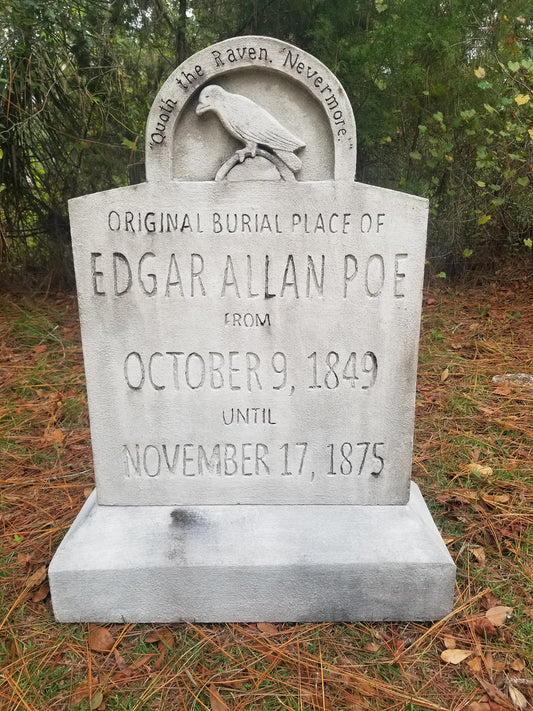 "Quoth the Raven, 'Nevermore.'"
ORIGINAL BURIAL PLACE OF
EDGAR ALLAN POE
FROM
OCTOBER 9, 1849
UNTIL
NOVEMBER 17, 1875